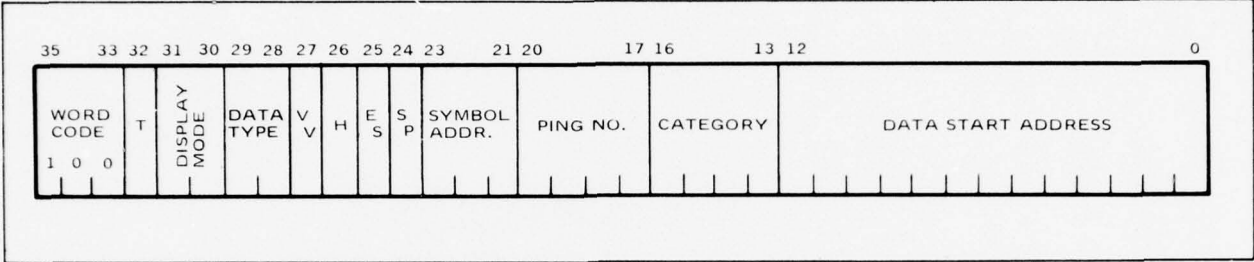 35 33 32 31 30 29 28 27 26 25 24 23 21 20 17 16 13 12 0
WORD CODE
1 0 0
T
DISPLAY MODE
DATA TYPE
V V
H
E S
S P
SYMBOL ADDR.
PING NO.
CATEGORY
DATA START ADDRESS